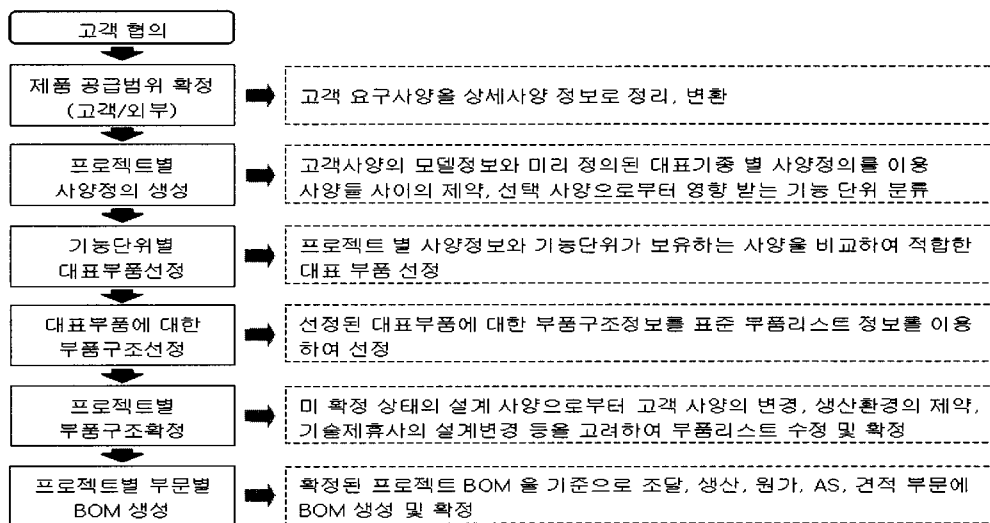 고객 협의
제품 공급범위 확정
(고객/외부)
고객 요구사양을 상세사양 정보로 정리, 변환
프로젝트별
사양정의 생성
고객사양의 모델정보와 미리 정의된 대표기종 별 사양정의를 이용
사양들 사이의 제약, 선택 사양으로부터 영향 받는 기능 단위 분류
기능단위별
대표부품선정
프로젝트 별 사양정보와 기능단위가 보유하는 사양을 비교하여 적합한
대표 부품 선정
대표부품에 대한
부품구조선정
선정된 대표부품에 대한 부품구조정보를 표준 부품리스트 정보를 이용
하여 선정
프로젝트별
부품구조확정
미 확정 상태의 설계 사양으로부터 고객 사양의 변경, 생산환경의 제약,
기술제휴사의 설계변경 등을 고려하여 부품리스트 수정 및 확정
프로젝트별 부문별
BOM 생성
확정된 프로젝트 BOM 을 기준으로 조달, 생산, 원가, AS, 견적 부문에
BOM 생성 및 확정